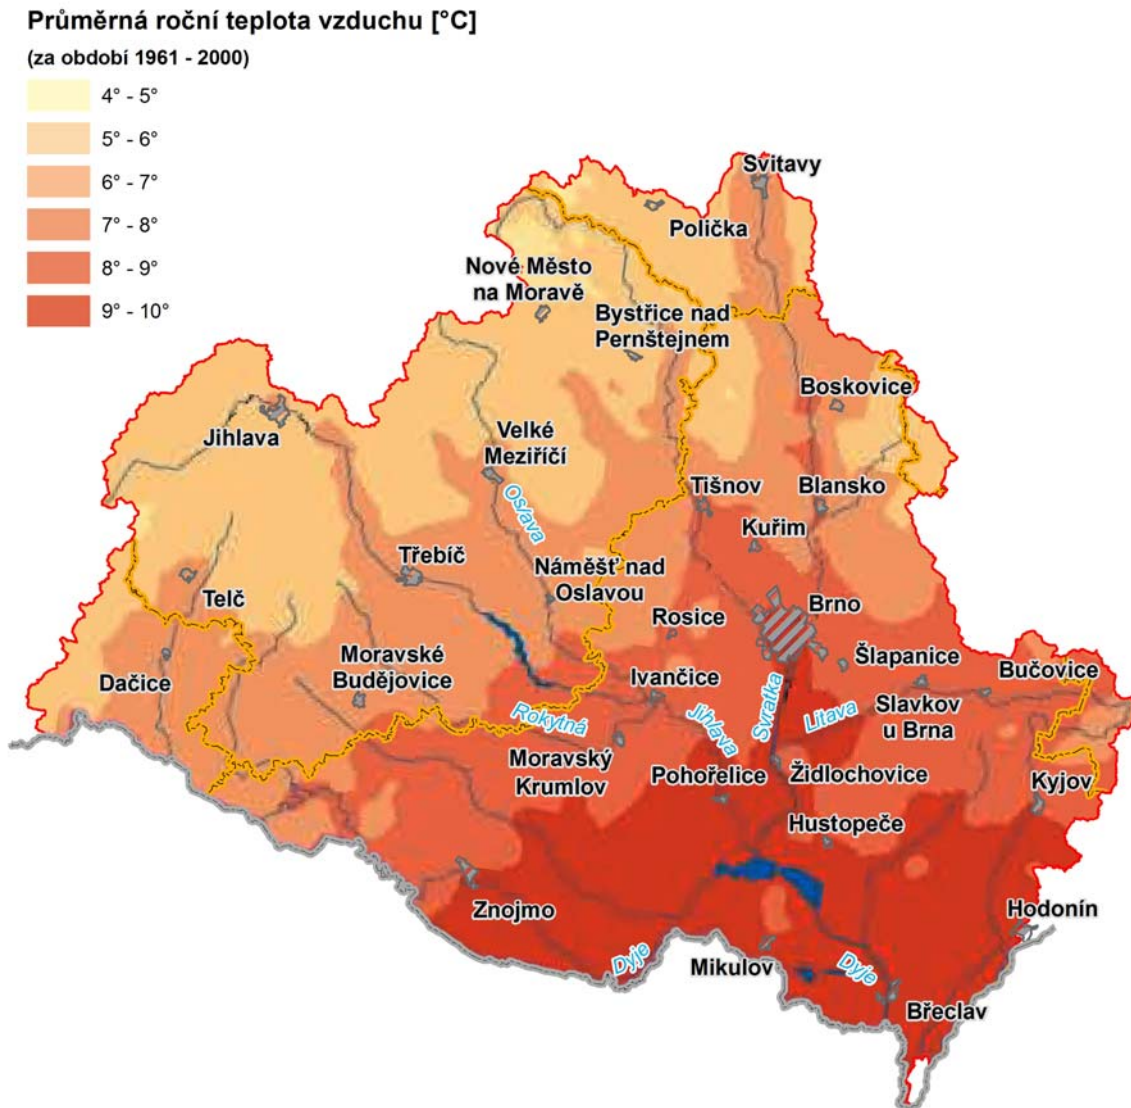 Průměrná roční teplota vzduchu [°C]
(za období 1961 - 2000)
4° - 5°
5° - 6°
6° - 7°
7° - 8°
8° - 9°
9° - 10°
Svitavy
Polička
Nové Město
na Moravě
Bystřice nad
Pernštejnem
Boskovice
Jihlava
Velké
Meziříčí
Oslava
Tišnov
Blansko
Kuřim
Třebíč
Náměšť nad
Oslavou
Telč
Rosice
Brno
Šlapanice
Bučovice
Dačice
Moravské
Budějovice
Ivančice
Slavkov
u Brna
Rokytná
Jihlava
Svratka
Litava
Moravský
Krumlov
Pohořelice
Židlochovice
Kyjov
Hustopeče
Znojmo
Hodonín
Dyje
Mikulov
Dyje
Břeclav